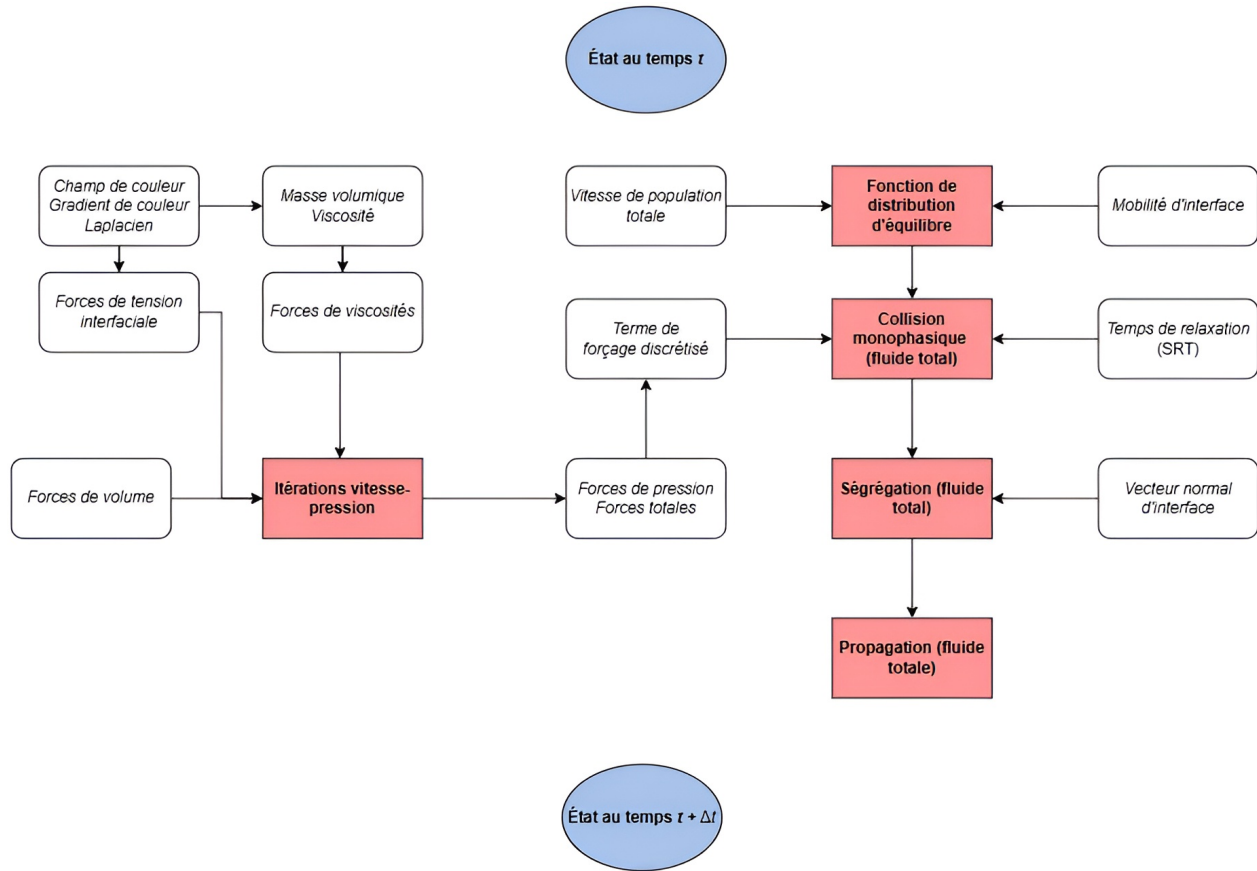 État au temps t
Champ de couleur
Gradient de couleur
Laplacien
Masse volumique
Viscosité
Vitesse de population
totale
Fonction de
distribution
d'équilibre
Mobilité d'interface
Forces de tension
interfaciale
Forces de viscosités
Terme de
forçage discrétisé
Collision
monophasique
(fluide total)
Temps de relaxation
(SRT)
Forces de volume
Itérations vitesse-
pression
Forces de pression
Forces totales
Ségrégation (fluide
total)
Vecteur normal
d'interface
Propagation (fluide
totale)
État au temps t + Δt